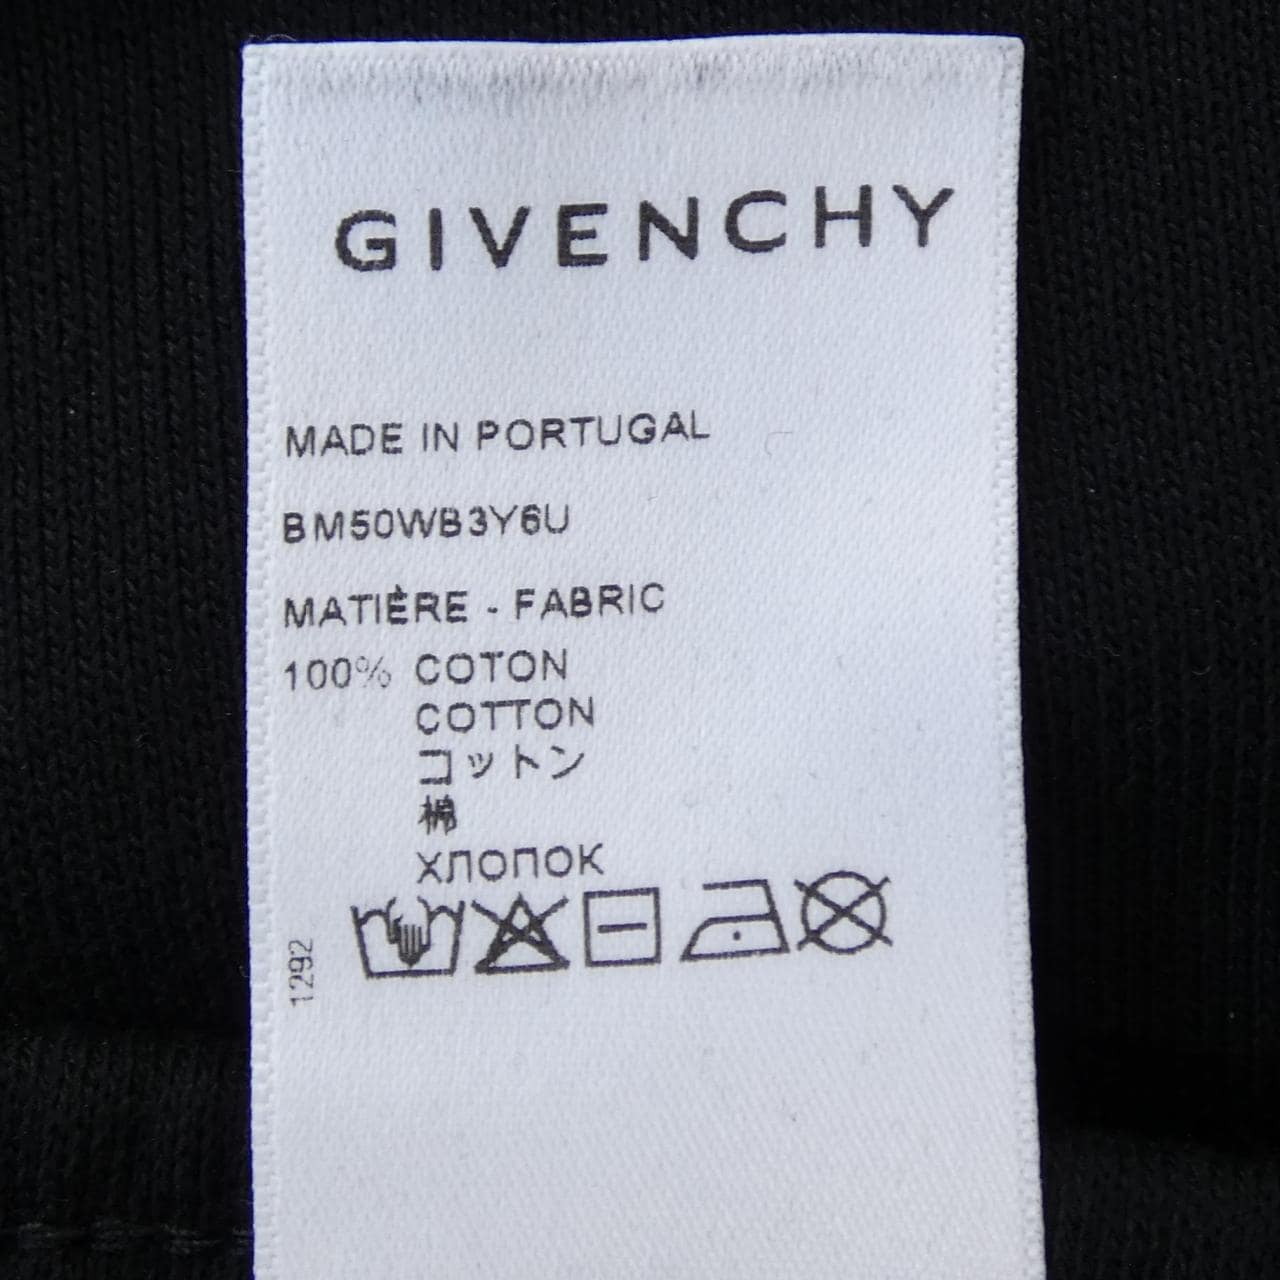 GIVENCHY
MADE IN PORTUGAL
BM50WB3Y6U
MATIÈRE - FABRIC
100% COTON
COTTON
コットン
棉
ХЛОПОК
1292